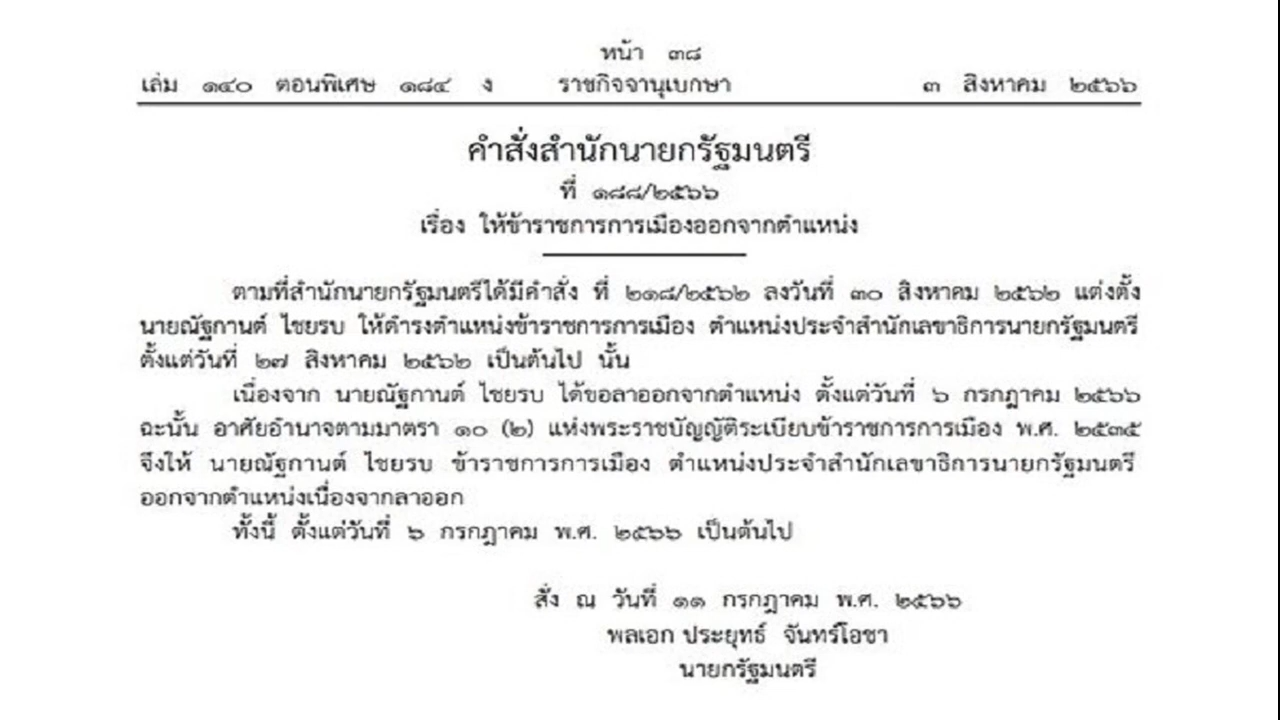 หน้า ๓๘
เล่ม ๑๔๐ ตอนพิเศษ ๑๘๔ ง ราชกิจจานุเบกษา ๓ สิงหาคม ๒๕๖๖
คำสั่งสำนักนายกรัฐมนตรี
ที่ ๑๘๘/๒๕๖๖
เรื่อง ให้ข้าราชการการเมืองออกจากตำแหน่ง
ตามที่สำนักนายกรัฐมนตรีได้มีคำสั่ง ที่ ๒๑๘/๒๕๖๒ ลงวันที่ ๓๐ สิงหาคม ๒๕๖๒ แต่งตั้ง
นายณัฐกานต์ ไชยรบ ให้ดำรงตำแหน่งข้าราชการการเมือง ตำแหน่งประจำสำนักเลขาธิการนายกรัฐมนตรี
ตั้งแต่วันที่ ๒๗ สิงหาคม ๒๕๖๒ เป็นต้นไป นั้น
เนื่องจาก นายณัฐกานต์ ไชยรบ ได้ขอลาออกจากตำแหน่ง ตั้งแต่วันที่ ๖ กรกฎาคม ๒๕๖๖
ฉะนั้น อาศัยอำนาจตามมาตรา ๑๐ (๒) แห่งพระราชบัญญัติระเบียบข้าราชการการเมือง พ.ศ. ๒๕๓๕
จึงให้ นายณัฐกานต์ ไชยรบ ข้าราชการการเมือง ตำแหน่งประจำสำนักเลขาธิการนายกรัฐมนตรี
ออกจากตำแหน่งเนื่องจากลาออก
ทั้งนี้ ตั้งแต่วันที่ ๖ กรกฎาคม พ.ศ. ๒๕๖๖ เป็นต้นไป
สั่ง ณ วันที่ ๑๑ กรกฎาคม พ.ศ. ๒๕๖๖
พลเอก ประยุทธ์ จันทร์โอชา
นายกรัฐมนตรี